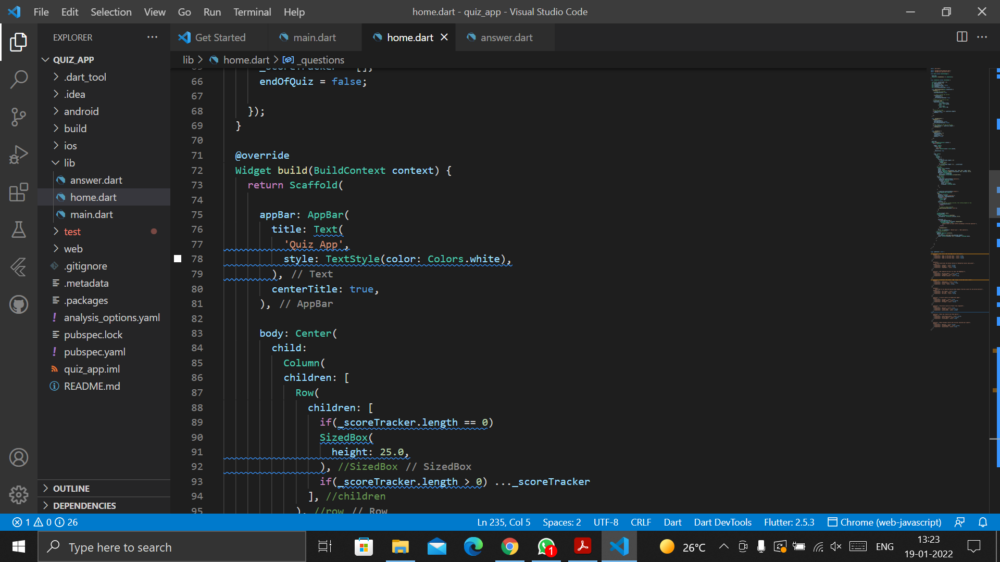 File Edit Selection View Go Run Terminal Help
home.dart - quiz_app - Visual Studio Code
EXPLORER
QUIZ_APP
.dart_tool
.idea
android
build
ios
lib
answer.dart
home.dart
main.dart
test
web
.gitignore
.metadata
.packages
analysis_options.yaml
pubspec.lock
pubspec.yaml
quiz_app.iml
README.md
OUTLINE
DEPENDENCIES
Get Started main.dart home.dart answer.dart
lib > home.dart > _questions
65 _scoreTracker = [];
66 endOfQuiz = false;
67
68 });
69 }
70
71 @override
72 Widget build(BuildContext context) {
73 return Scaffold(
74
75 appBar: AppBar(
76 title: Text(
77 'Quiz App',
78 style: TextStyle(color: Colors.white),
79 ), // Text
80 centerTitle: true,
81 ), // AppBar
82
83 body: Center(
84 child:
85 Column(
86 children: [
87 Row(
88 children: [
89 if(_scoreTracker.length == 0)
90 SizedBox(
91 height: 25.0,
92 ), //SizedBox // SizedBox
93 if(_scoreTracker.length > 0) ..._scoreTracker
94 ], //children
95 ), //row // Row
1 0 26
Ln 235, Col 5 Spaces: 2 UTF-8 CRLF Dart Dart DevTools Flutter: 2.5.3 Chrome (web-javascript)
Type here to search
1
26°C
ENG
13:23
19-01-2022